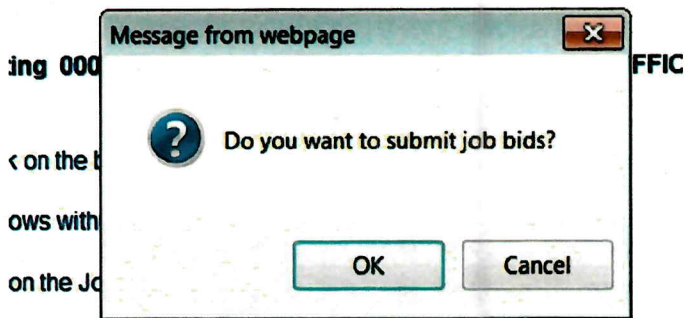 Message from webpage
ing 000 FFIC
Do you want to submit job bids?
on the b
ows with
OK Cancel
on the Jo